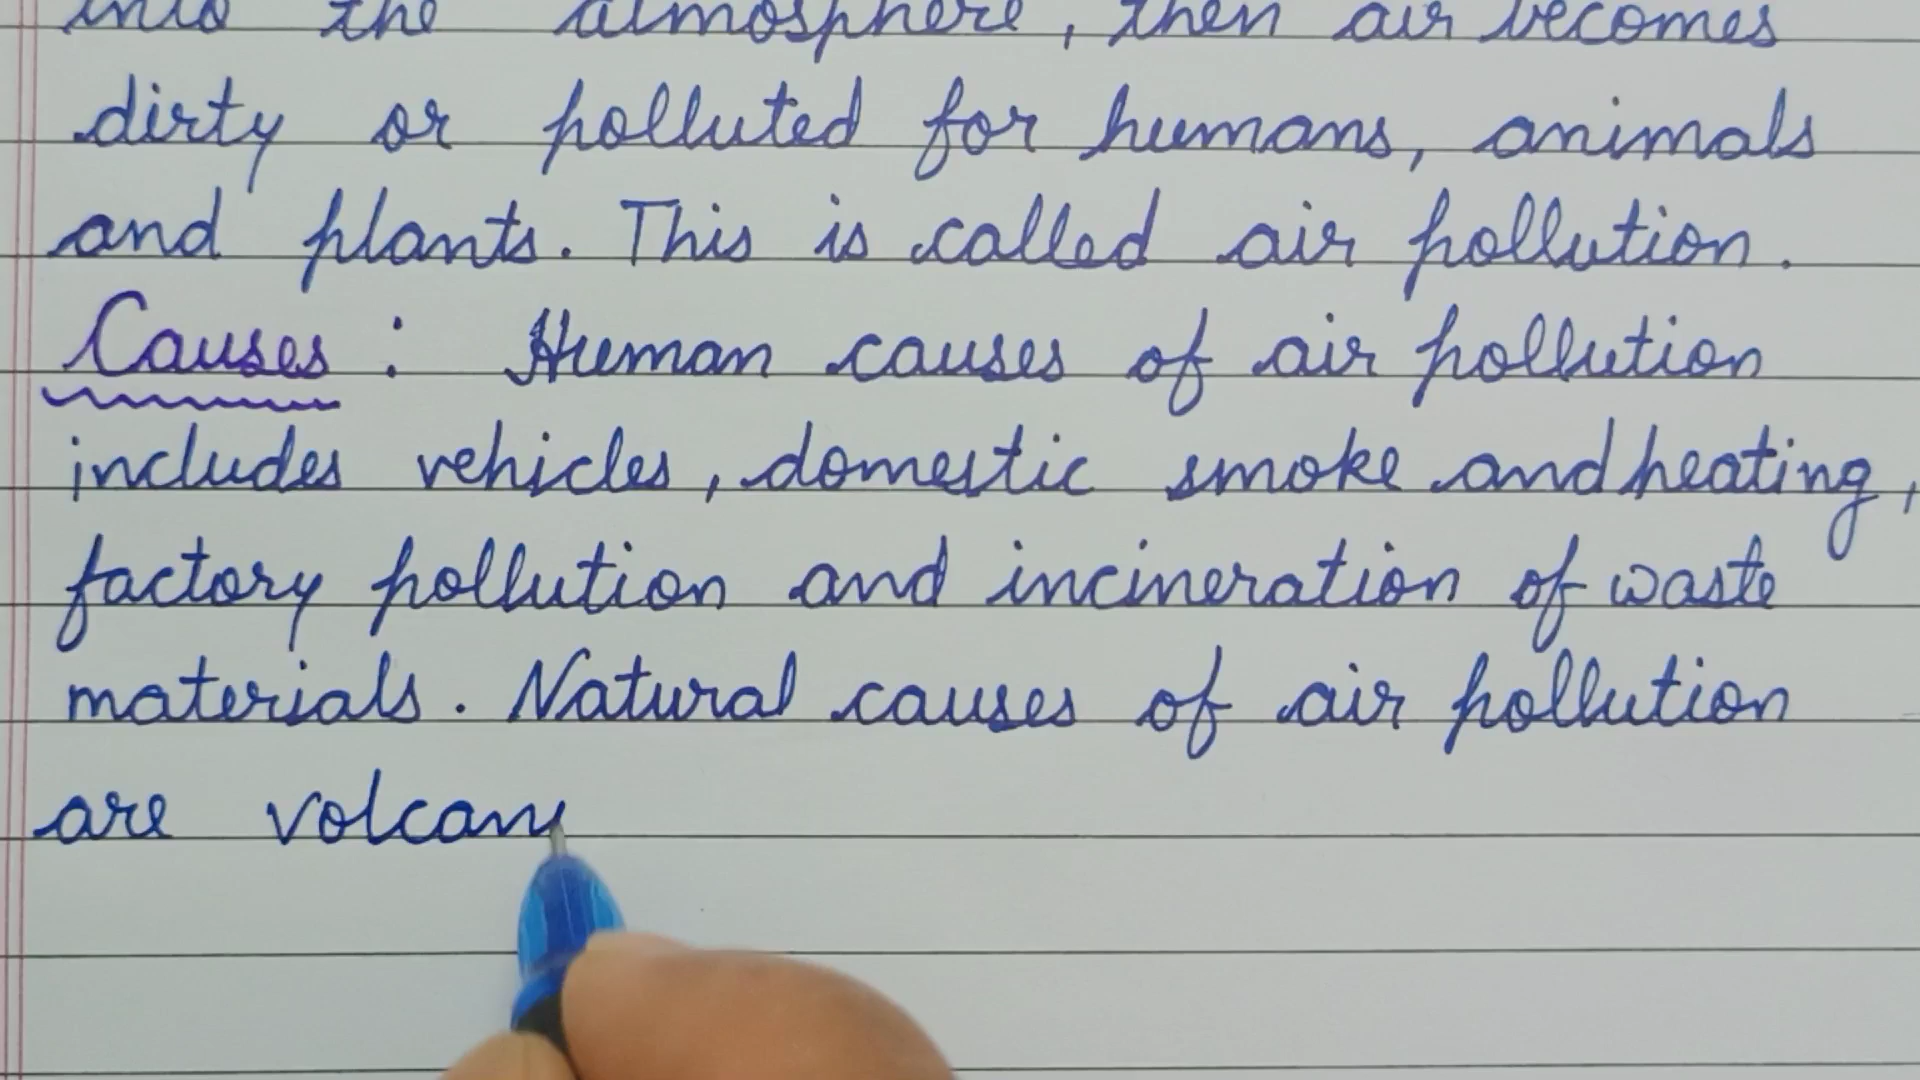 into the atmosphere, then air becomes
dirty or polluted for humans, animals
and plants. This is called air pollution.
Causes : Human causes of air pollution
includes vehicles, domestic smoke and heating,
factory pollution and incineration of waste
materials. Natural causes of air pollution
are volcan